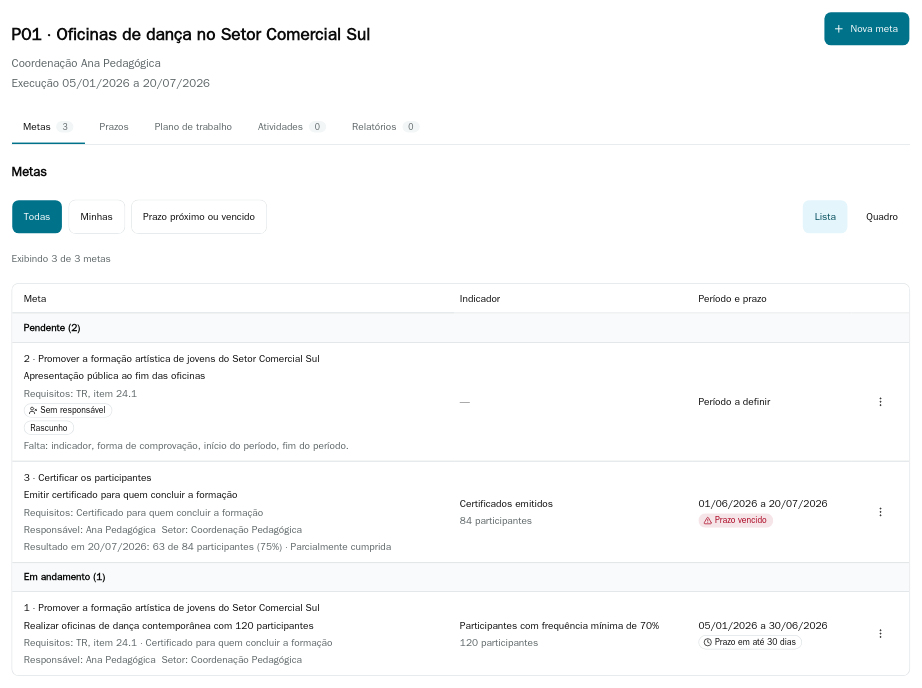 P01 · Oficinas de dança no Setor Comercial Sul
Nova meta
Coordenação Ana Pedagógica
Execução 05/01/2026 a 20/07/2026
Metas 3 Prazos Plano de trabalho Atividades 0 Relatórios 0
Metas
Todas Minhas Prazo próximo ou vencido Lista Quadro
Exibindo 3 de 3 metas
Meta Indicador Período e prazo
Pendente (2)
2 · Promover a formação artística de jovens do Setor Comercial Sul
Apresentação pública ao fim das oficinas
Requisitos: TR, item 24.1
Sem responsável
Rascunho
Falta: indicador, forma de comprovação, início do período, fim do período.
—
Período a definir
3 · Certificar os participantes
Emitir certificado para quem concluir a formação
Requisitos: Certificado para quem concluir a formação
Responsável: Ana Pedagógica Setor: Coordenação Pedagógica
Resultado em 20/07/2026: 63 de 84 participantes (75%) · Parcialmente cumprida
Certificados emitidos
84 participantes
01/06/2026 a 20/07/2026
Prazo vencido
Em andamento (1)
1 · Promover a formação artística de jovens do Setor Comercial Sul
Realizar oficinas de dança contemporânea com 120 participantes
Requisitos: TR, item 24.1 · Certificado para quem concluir a formação
Responsável: Ana Pedagógica Setor: Coordenação Pedagógica
Participantes com frequência mínima de 70%
120 participantes
05/01/2026 a 30/06/2026
Prazo em até 30 dias